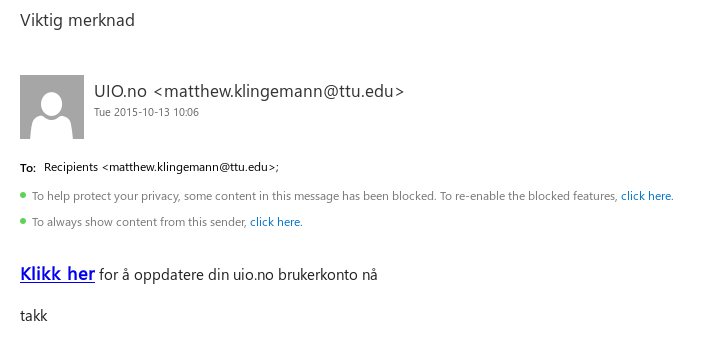 Viktig merknad
UIO.no <matthew.klingemann@ttu.edu>
Tue 2015-10-13 10:06
To: Recipients <matthew.klingemann@ttu.edu>;
To help protect your privacy, some content in this message has been blocked. To re-enable the blocked features, click here.
To always show content from this sender, click here.
Klikk her for å oppdatere din uio.no brukerkonto nå
takk